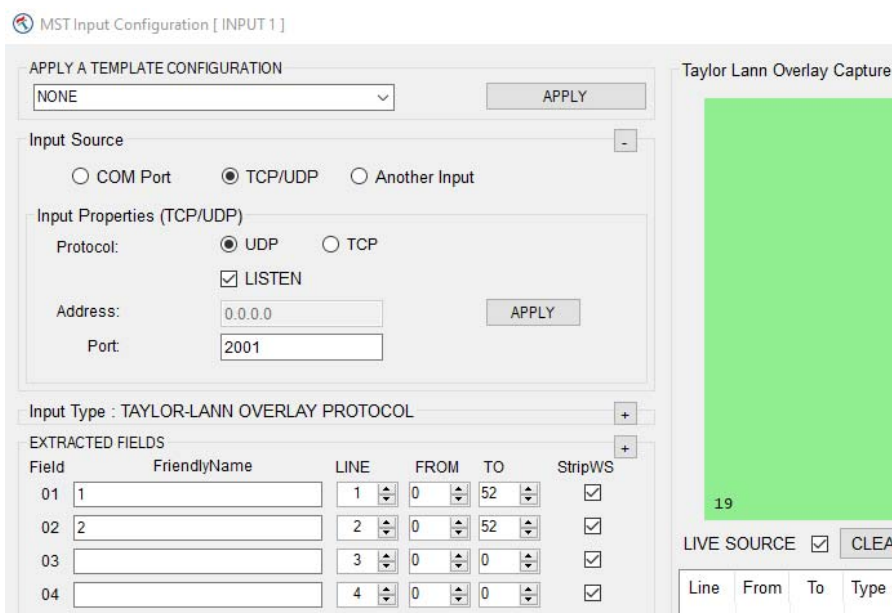 MST Input Configuration [ INPUT 1 ]
APPLY A TEMPLATE CONFIGURATION
NONE
APPLY
Input Source
-
COM Port TCP/UDP Another Input
Input Properties (TCP/UDP)
Protocol: UDP TCP
LISTEN
Address: 0.0.0.0
APPLY
Port: 2001
Input Type : TAYLOR-LANN OVERLAY PROTOCOL
+
EXTRACTED FIELDS
+
Field FriendlyName LINE FROM TO StripWS
01 1 1 0 52
02 2 2 0 52
03 3 0 0
04 4 0 0
Taylor Lann Overlay Capture
19
LIVE SOURCE CLEA
Line From To Type